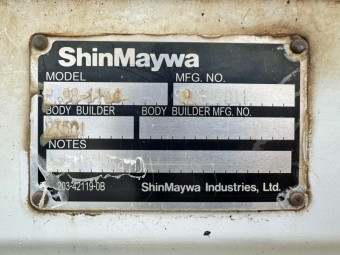 ShinMaywa
MODEL MFG. NO.
BODY BUILDER BODY BUILDER MFG. NO.
NOTES
203-42119-0B ShinMaywa Industries, Ltd.